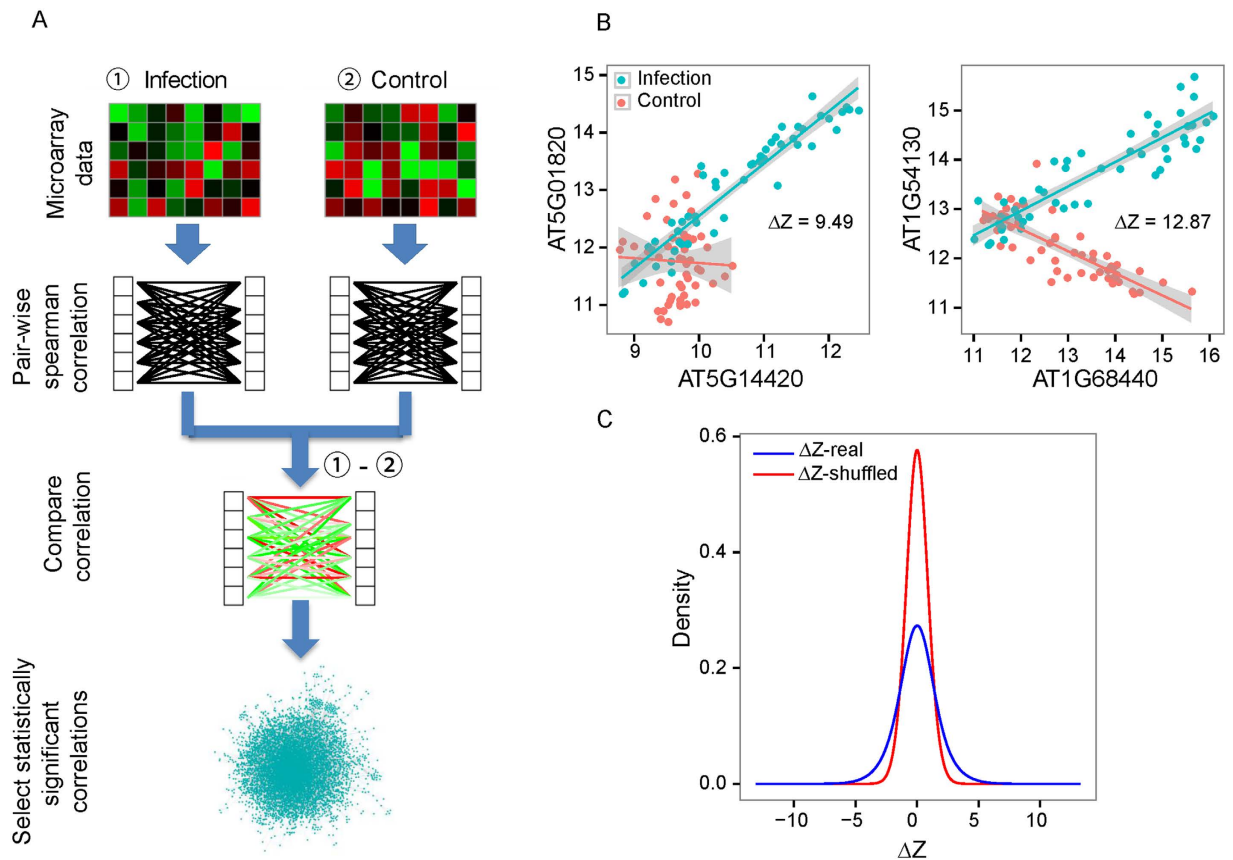 A
① Infection
② Control
Microarray
data
Pair-wise
spearman
correlation
① - ②
Compare
correlation
Select statistically
significant
correlations
B
AT5G01820
15
14
13
12
11
Infection
Control
ΔZ = 9.49
9 10 11 12
AT5G14420
AT1G54130
15
14
13
12
11
ΔZ = 12.87
11 12 13 14 15 16
AT1G68440
C
Density
0.6
0.4
0.2
0.0
ΔZ-real
ΔZ-shuffled
−10 −5 0 5 10
ΔZ